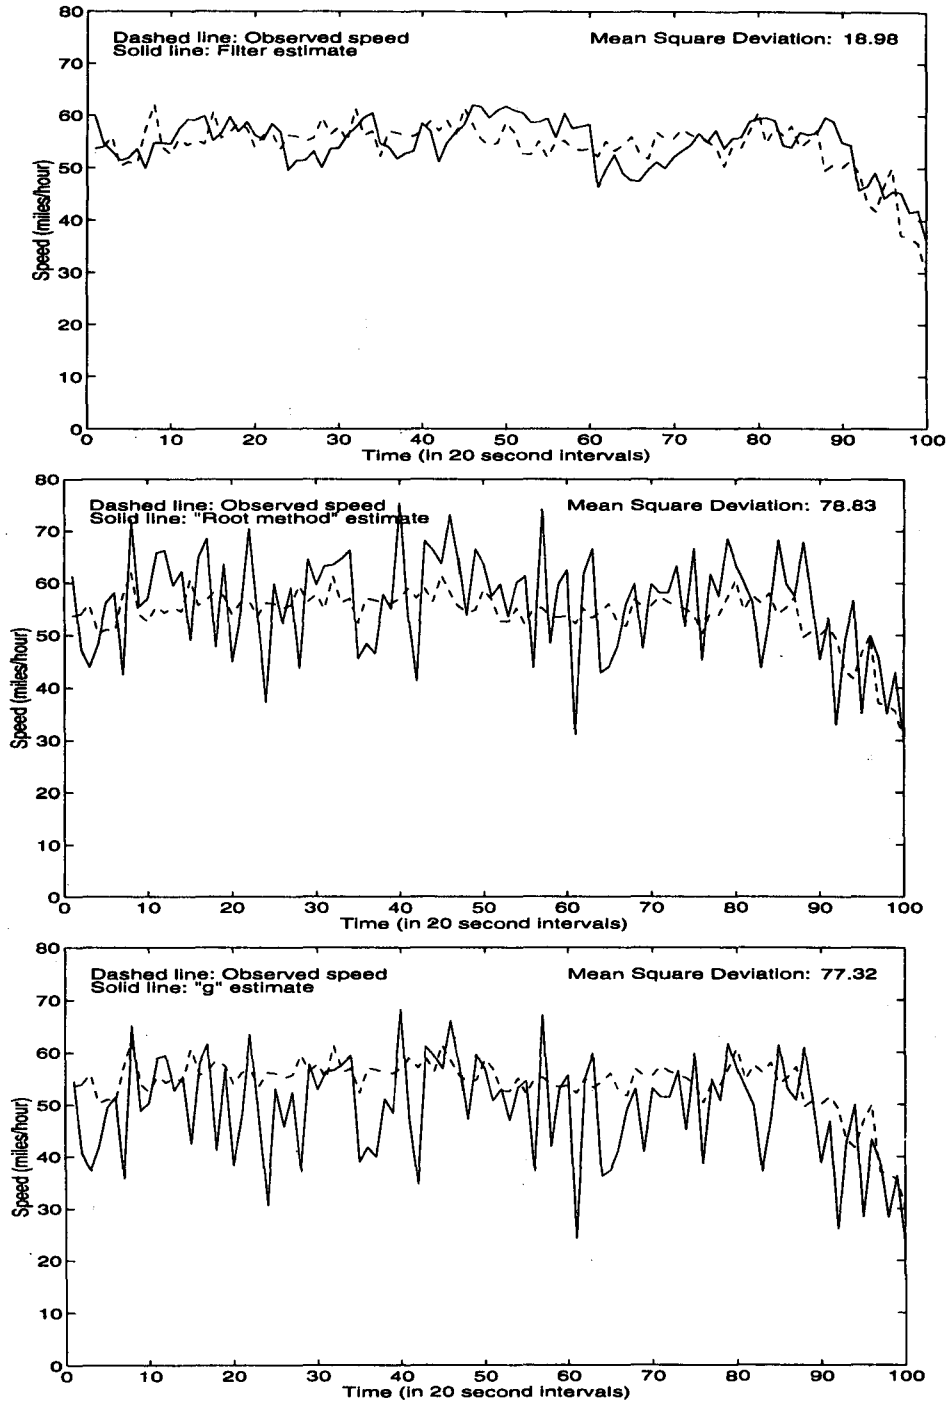 80
Dashed line: Observed speed
Solid line: Filter estimate
Mean Square Deviation: 18.98
70
60
50
40
30
20
10
0
Speed (miles/hour)
0 10 20 30 40 50 60 70 80 90 100
Time (in 20 second intervals)
80
Dashed line: Observed speed
Solid line: "Root method" estimate
Mean Square Deviation: 78.83
70
60
50
40
30
20
10
0
Speed (miles/hour)
0 10 20 30 40 50 60 70 80 90 100
Time (in 20 second intervals)
80
Dashed line: Observed speed
Solid line: "g" estimate
Mean Square Deviation: 77.32
70
60
50
40
30
20
10
0
Speed (miles/hour)
0 10 20 30 40 50 60 70 80 90 100
Time (in 20 second intervals)